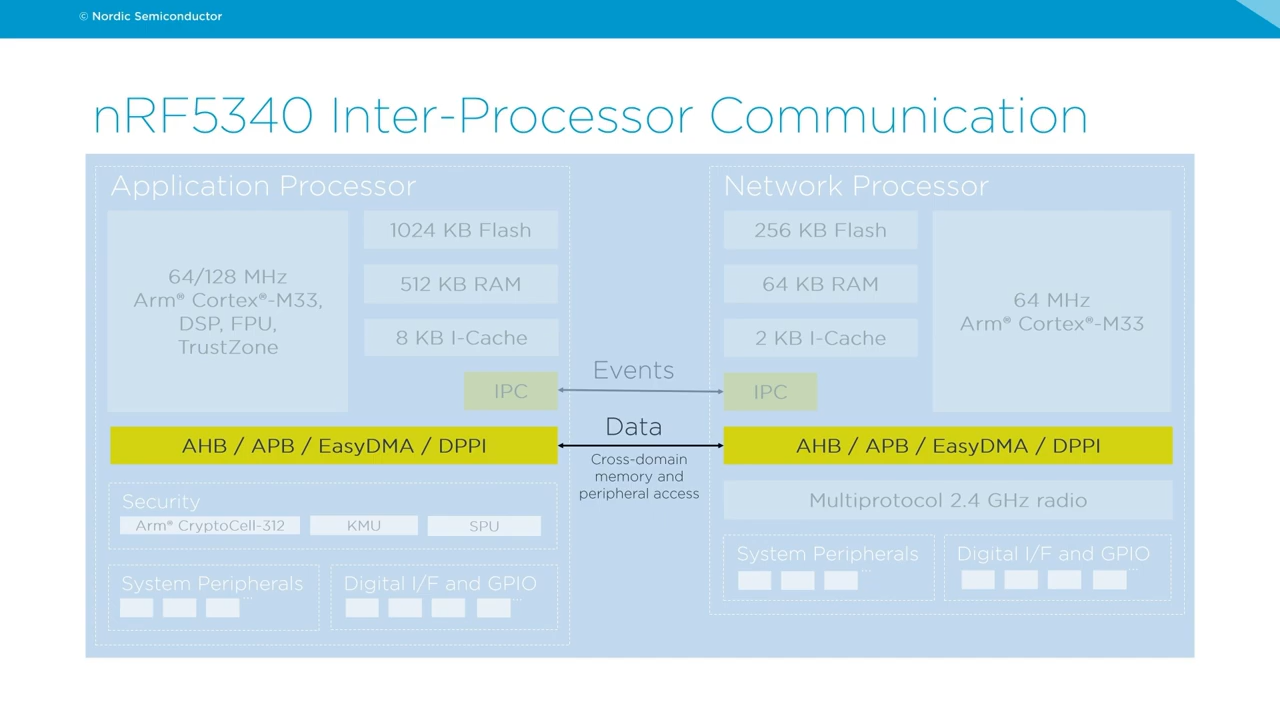 © Nordic Semiconductor
nRF5340 Inter-Processor Communication
Application Processor
64/128 MHz
Arm® Cortex®-M33,
DSP, FPU,
TrustZone
1024 KB Flash
512 KB RAM
8 KB I-Cache
IPC
AHB / APB / EasyDMA / DPPI
Security
Arm® CryptoCell-312
KMU
SPU
System Peripherals
...
Digital I/F and GPIO
...
Events
Data
Cross-domain
memory and
peripheral access
Network Processor
256 KB Flash
64 KB RAM
2 KB I-Cache
IPC
64 MHz
Arm® Cortex®-M33
AHB / APB / EasyDMA / DPPI
Multiprotocol 2.4 GHz radio
System Peripherals
...
Digital I/F and GPIO
...